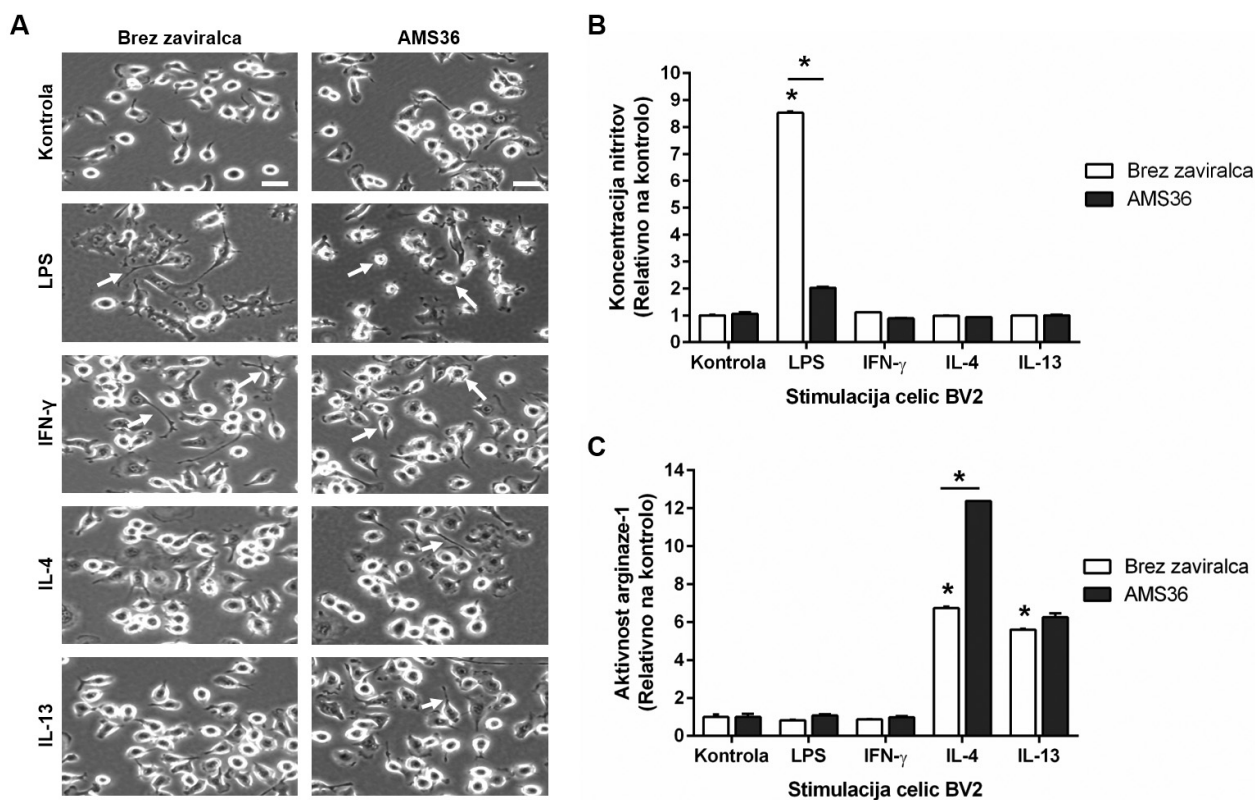 A
Brez zaviralca
AMS36
Kontrola
LPS
IFN-γ
IL-4
IL-13
B
Koncentracija nitritov
(Relativno na kontrolo)
10
9
8
7
6
5
4
3
2
1
0
*
*
Kontrola
LPS
IFN-γ
IL-4
IL-13
Stimulacija celic BV2
Brez zaviralca
AMS36
C
Aktivnost arginaze-1
(Relativno na kontrolo)
14
12
10
8
6
4
2
0
*
*
*
Kontrola
LPS
IFN-γ
IL-4
IL-13
Stimulacija celic BV2
Brez zaviralca
AMS36